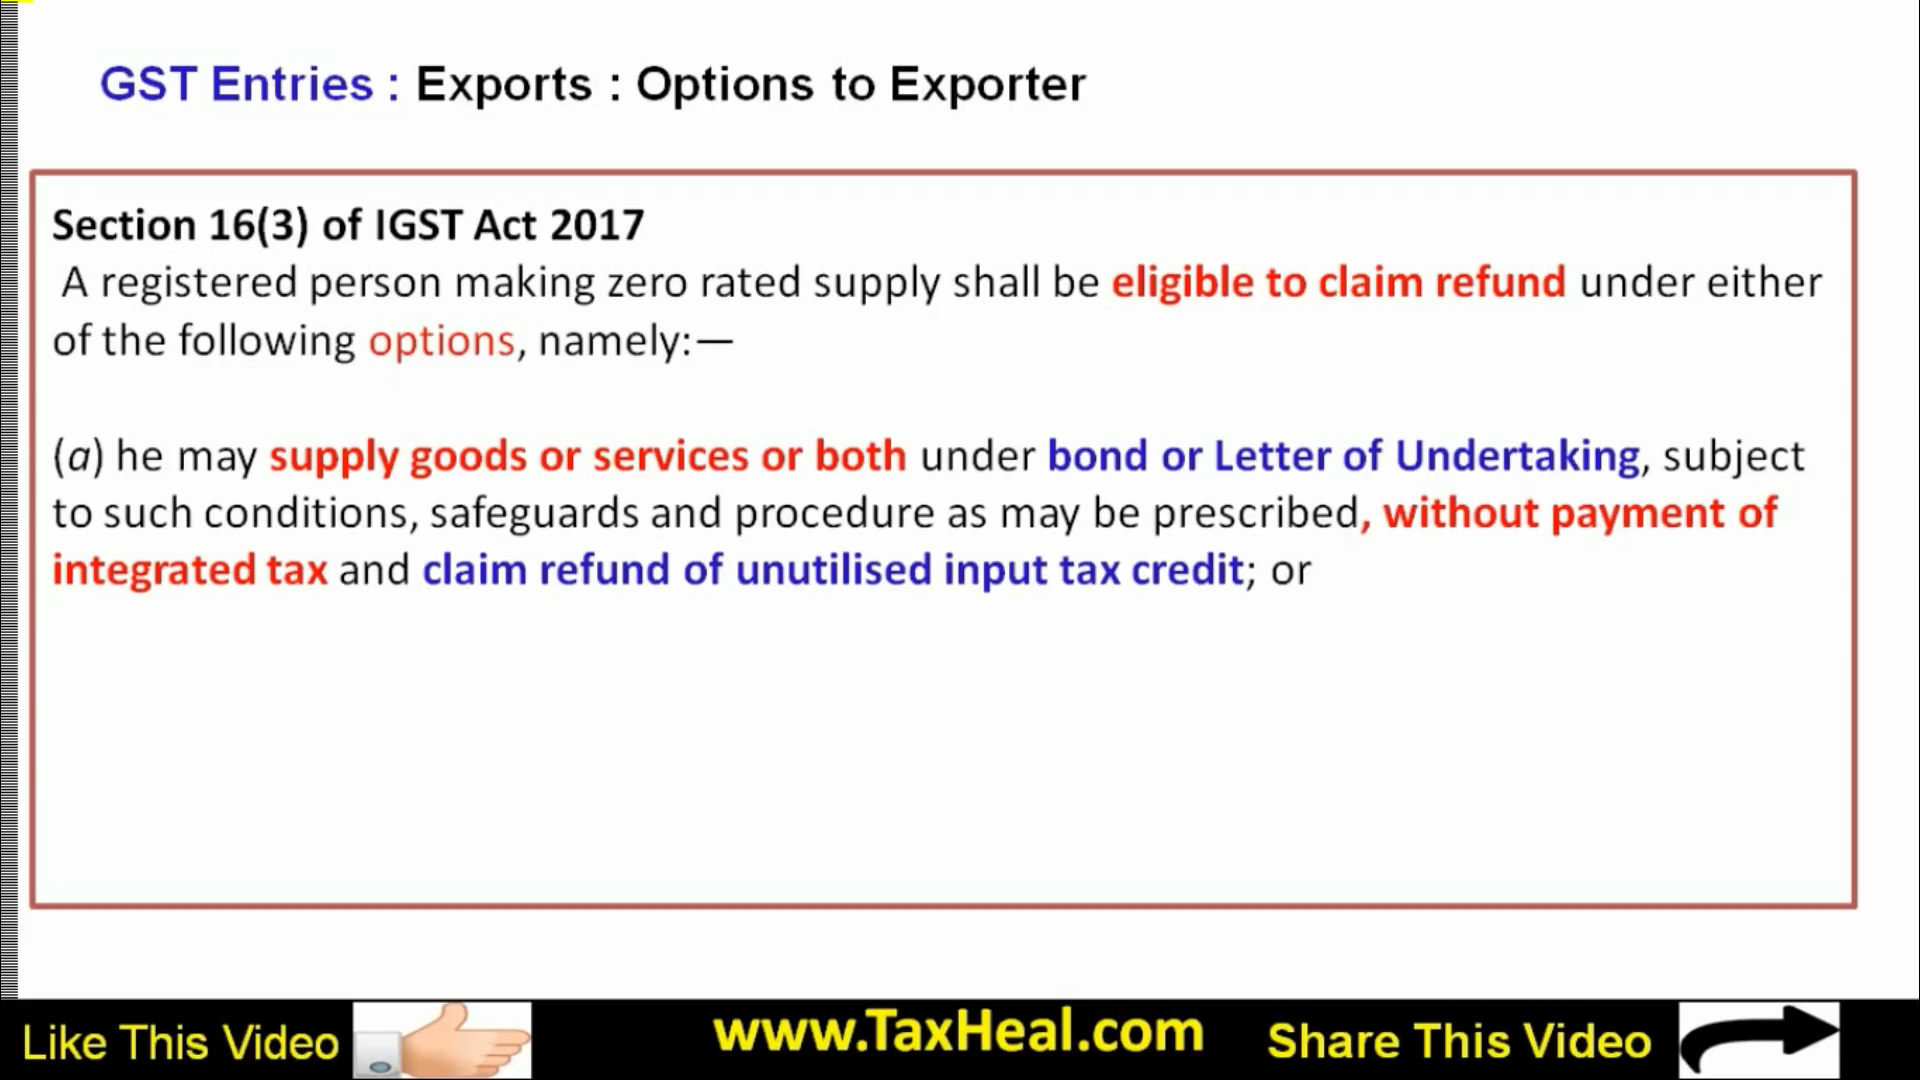 GST Entries : Exports : Options to Exporter
Section 16(3) of IGST Act 2017
A registered person making zero rated supply shall be eligible to claim refund under either
of the following options, namely:—
(a) he may supply goods or services or both under bond or Letter of Undertaking, subject
to such conditions, safeguards and procedure as may be prescribed, without payment of
integrated tax and claim refund of unutilised input tax credit; or
Like This Video
www.TaxHeal.com
Share This Video